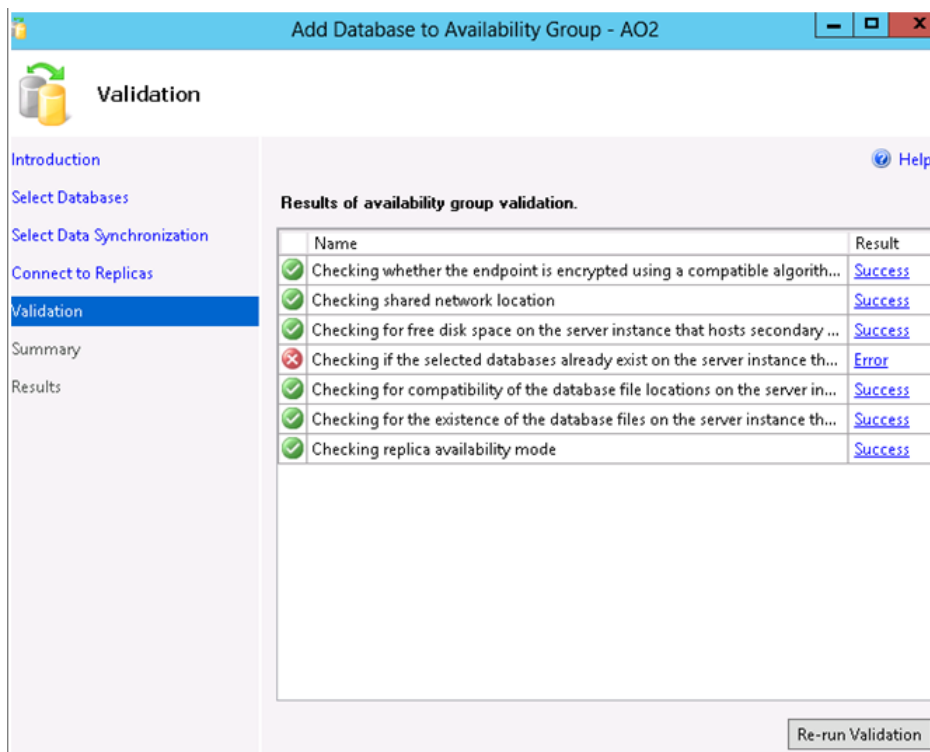 Add Database to Availability Group - AO2
Validation
Introduction
Select Databases
Select Data Synchronization
Connect to Replicas
Validation
Summary
Results
Help
Results of availability group validation.
Name Result
Checking whether the endpoint is encrypted using a compatible algorith... Success
Checking shared network location Success
Checking for free disk space on the server instance that hosts secondary ... Success
Checking if the selected databases already exist on the server instance th... Error
Checking for compatibility of the database file locations on the server in... Success
Checking for the existence of the database files on the server instance th... Success
Checking replica availability mode Success
Re-run Validation